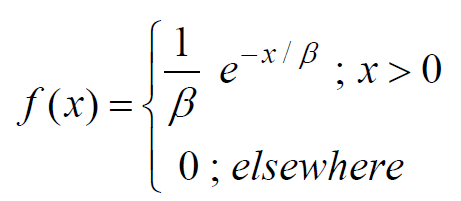 f(x) = { 1/β e^{-x/β} ; x > 0
0 ; elsewhere